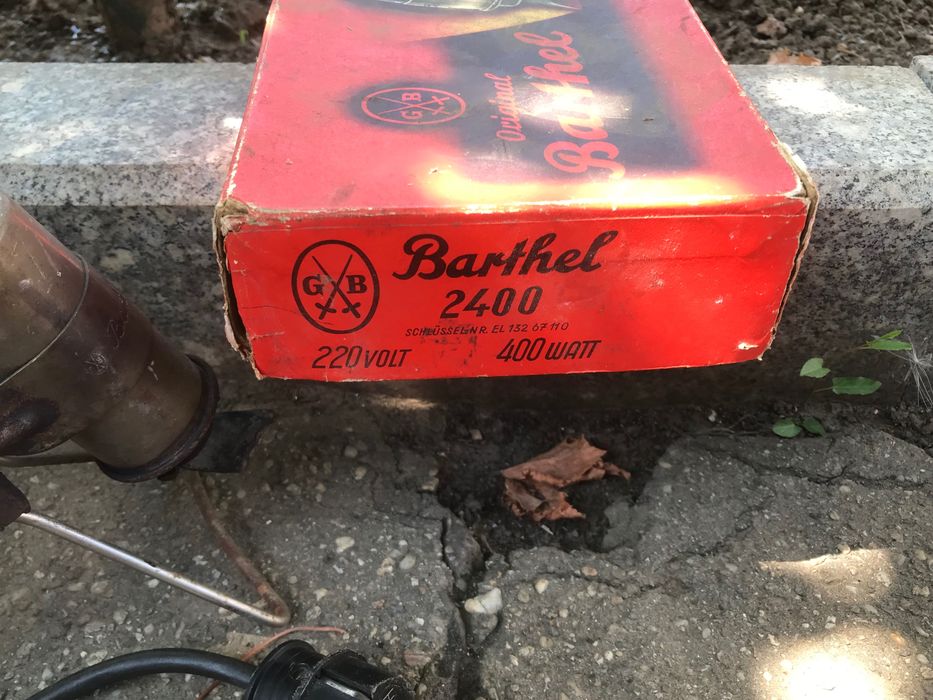 Original
Barthel
G B
G B
Barthel
2400
SCHLÜSSEL-NR. EL 132 67 110
220 VOLT 400 WATT